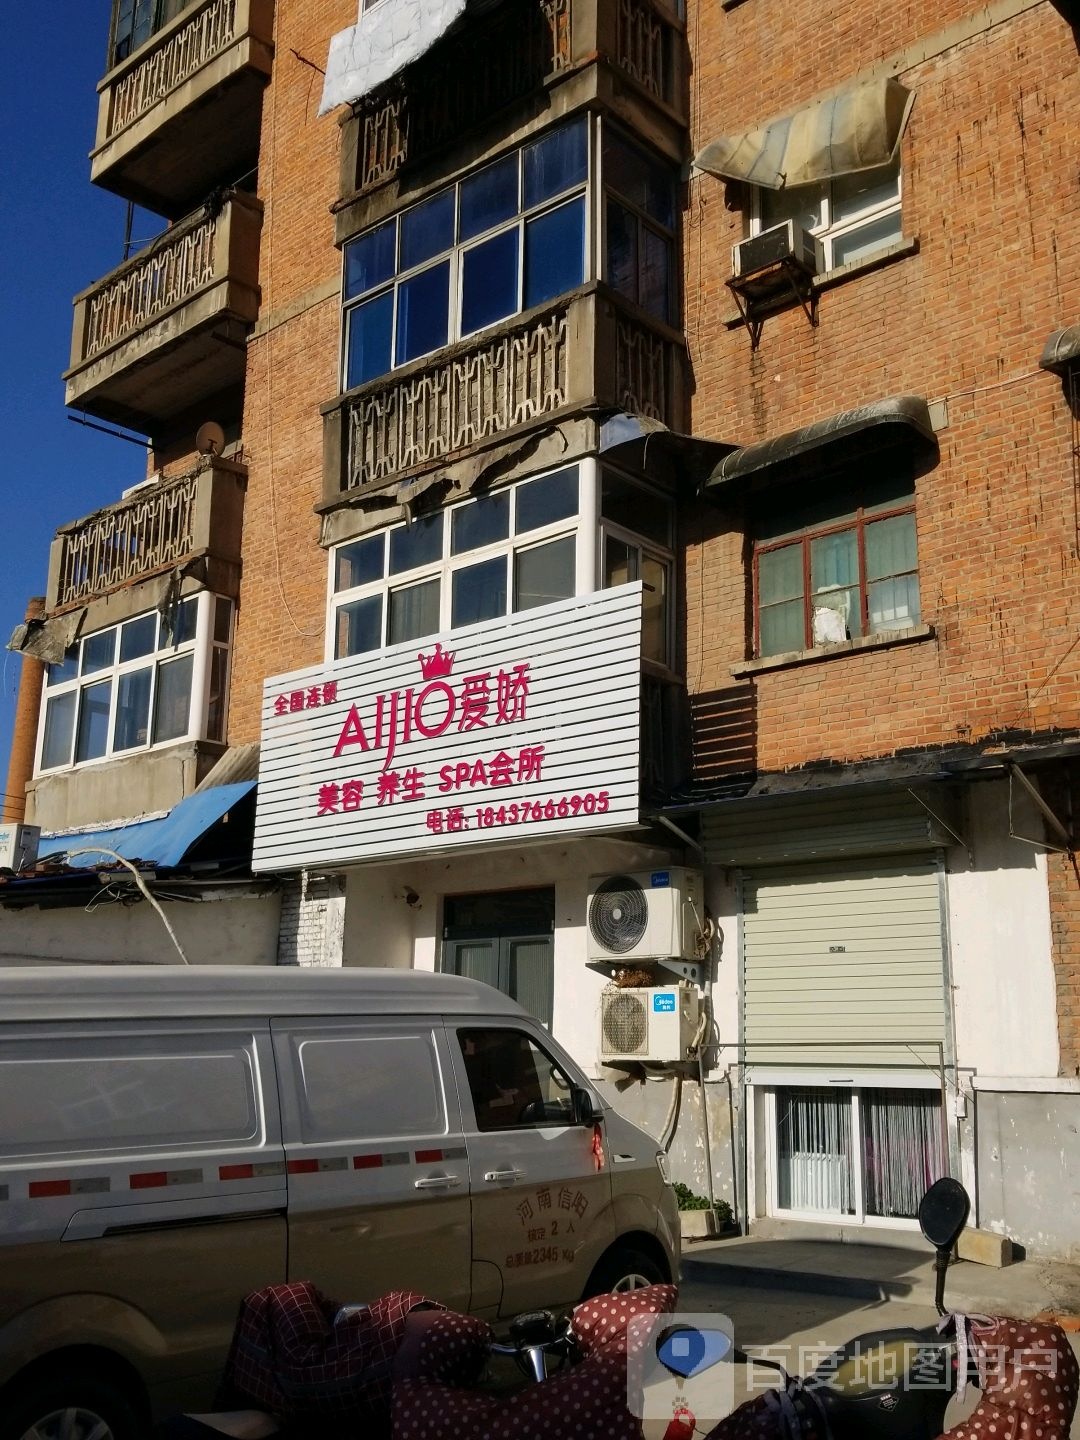 全国连锁
AIJIO爱娇
美容 养生 SPA会所
电话: 18437666905
Midea
Midea
河南信阳
核定 2 人
总质量2345 KG
百度地图用户